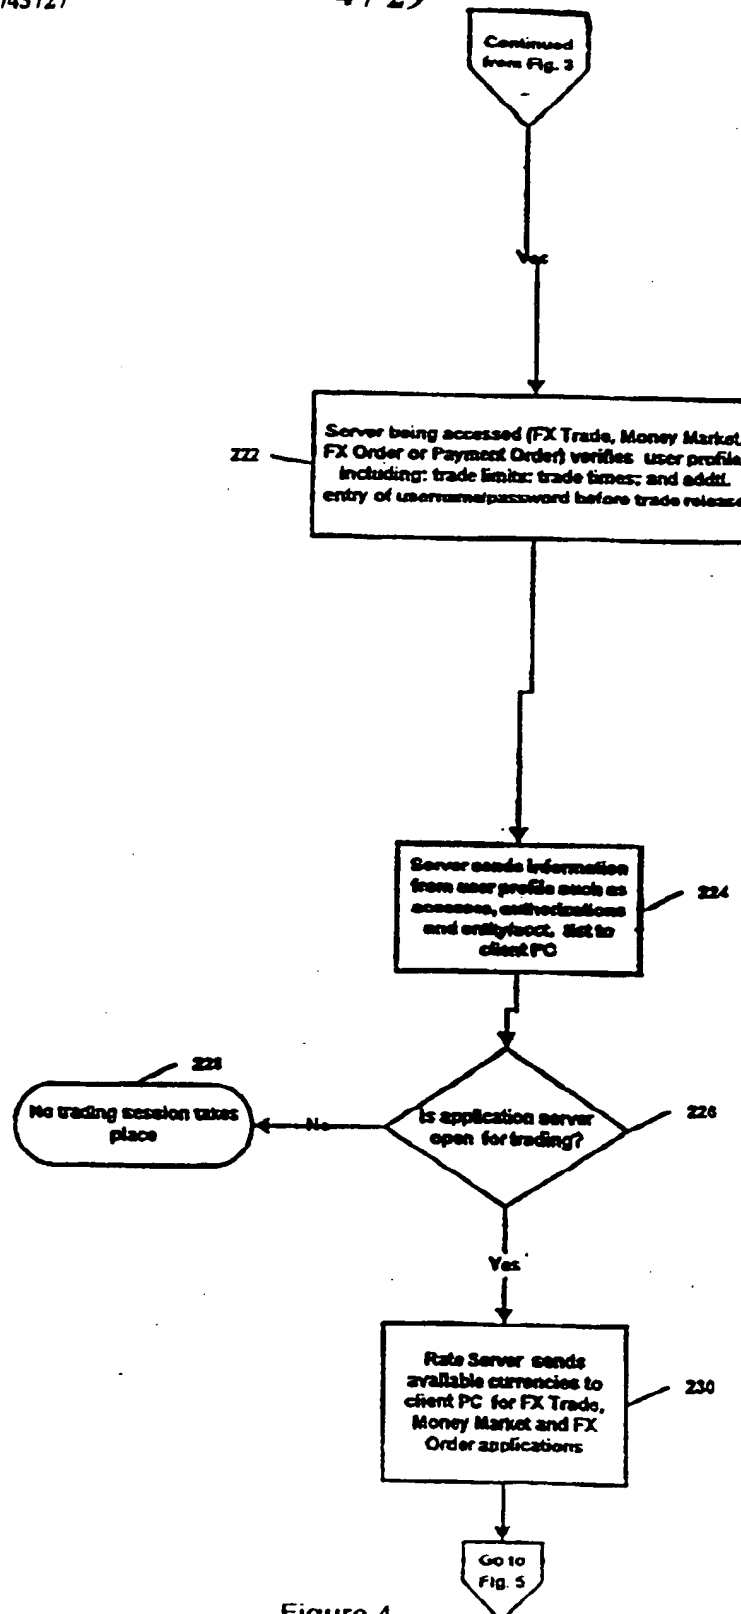 4 / 29
Continued
from Fig. 3
Yes
222
Server being accessed (FX Trade, Money Market,
FX Order or Payment Order) verifies user profile
including: trade limits; trade times; and addtl.
entry of username/password before trade release
Server sends information
from user profile such as
accesses, authorizations
and entity/acct. list to
client PC
224
228
No trading session takes
place
No
Is application server
open for trading?
226
Yes
Rate Server sends
available currencies to
client PC for FX Trade,
Money Market and FX
Order applications
230
Go to
Fig. 5
Figure 4